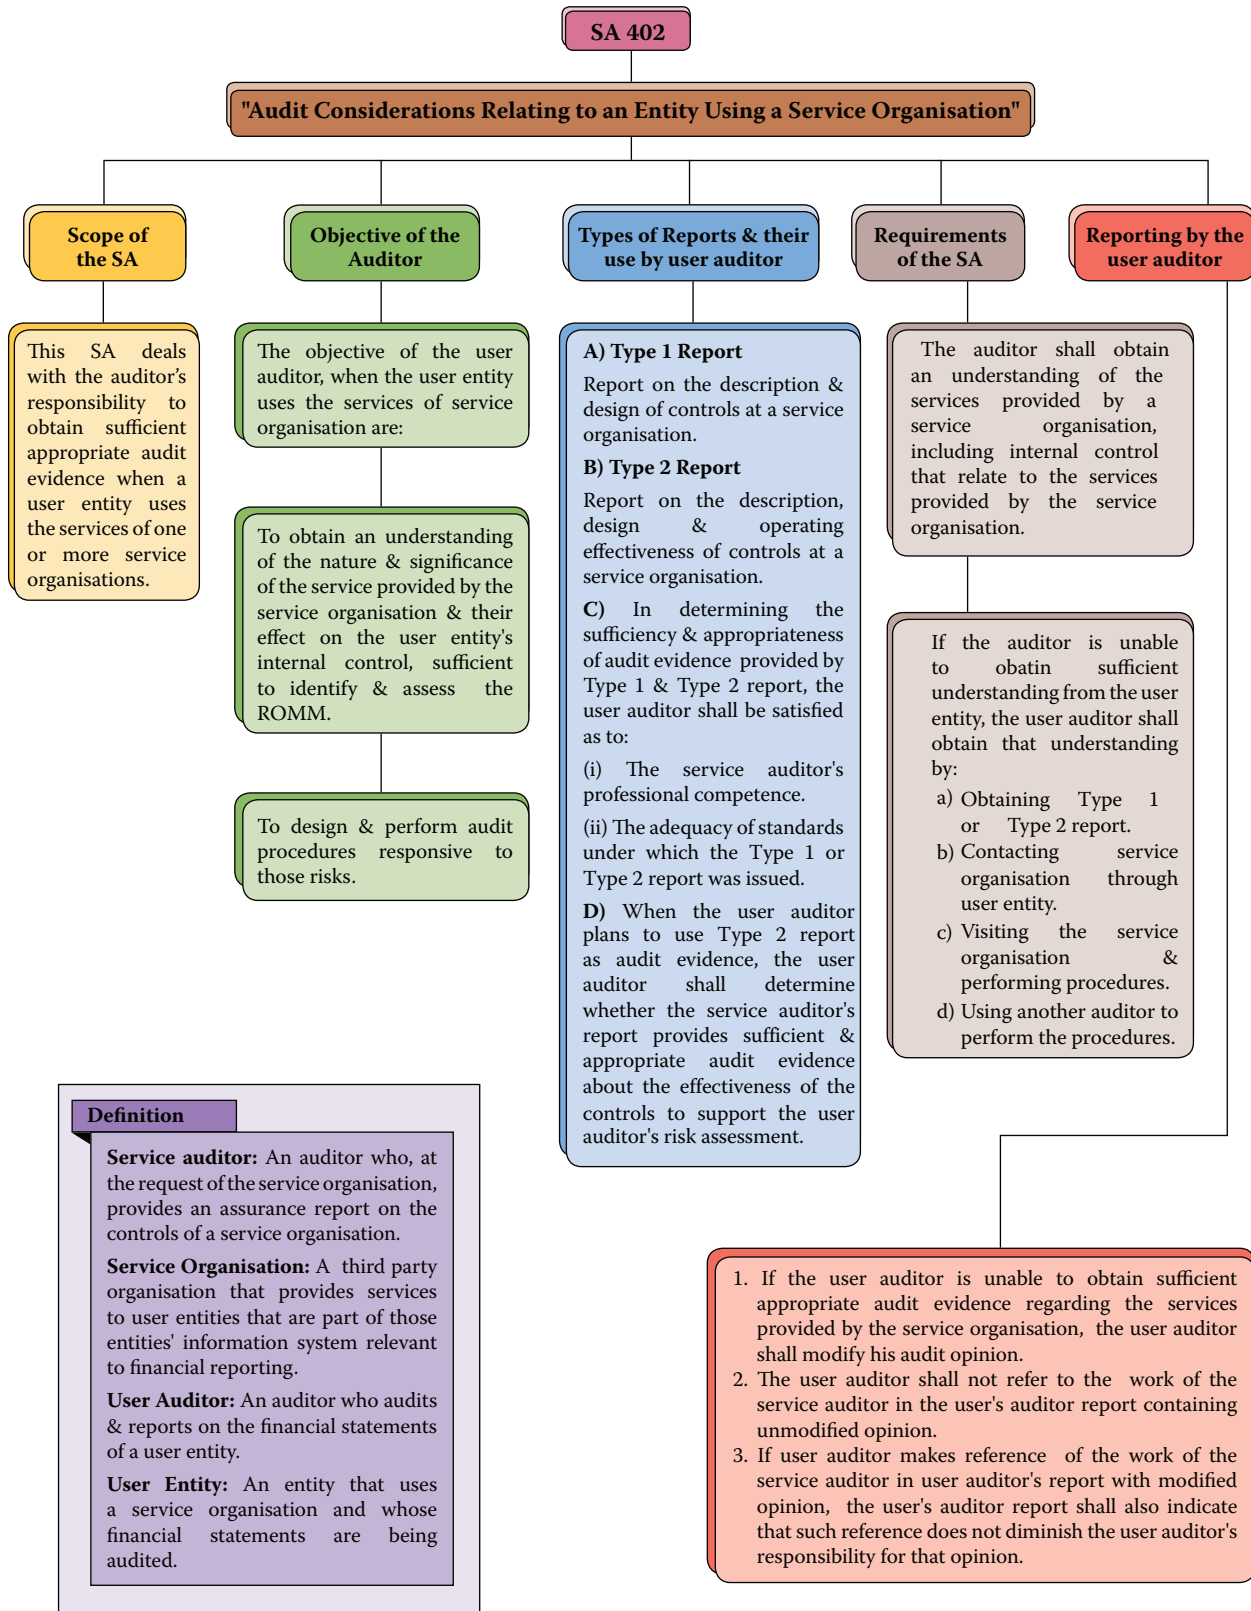 SA 402
"Audit Considerations Relating to an Entity Using a Service Organisation"
Scope of
the SA
This SA deals
with the auditor's
responsibility to
obtain sufficient
appropriate audit
evidence when a
user entity uses
the services of one
or more service
organisations.
Objective of the
Auditor
The objective of the user
auditor, when the user entity
uses the services of service
organisation are:
To obtain an understanding
of the nature & significance
of the service provided by the
service organisation & their
effect on the user entity's
internal control, sufficient
to identify & assess the
ROMM.
To design & perform audit
procedures responsive to
those risks.
Types of Reports & their
use by user auditor
A) Type 1 Report
Report on the description &
design of controls at a service
organisation.
B) Type 2 Report
Report on the description,
design & operating
effectiveness of controls at a
service organisation.
C) In determining the
sufficiency & appropriateness
of audit evidence provided by
Type 1 & Type 2 report, the
user auditor shall be satisfied
as to:
(i) The service auditor's
professional competence.
(ii) The adequacy of standards
under which the Type 1 or
Type 2 report was issued.
D) When the user auditor
plans to use Type 2 report
as audit evidence, the user
auditor shall determine
whether the service auditor's
report provides sufficient &
appropriate audit evidence
about the effectiveness of the
controls to support the user
auditor's risk assessment.
Requirements
of the SA
The auditor shall obtain
an understanding of the
services provided by a
service organisation,
including internal control
that relate to the services
provided by the service
organisation.
If the auditor is unable
to obatin sufficient
understanding from the user
entity, the user auditor shall
obtain that understanding
by:
a) Obtaining Type 1
or Type 2 report.
b) Contacting service
organisation through
user entity.
c) Visiting the service
organisation &
performing procedures.
d) Using another auditor to
perform the procedures.
Reporting by the
user auditor
1. If the user auditor is unable to obtain sufficient
appropriate audit evidence regarding the services
provided by the service organisation, the user auditor
shall modify his audit opinion.
2. The user auditor shall not refer to the work of the
service auditor in the user's auditor report containing
unmodified opinion.
3. If user auditor makes reference of the work of the
service auditor in user auditor's report with modified
opinion, the user's auditor report shall also indicate
that such reference does not diminish the user auditor's
responsibility for that opinion.
Definition
Service auditor: An auditor who, at
the request of the service organisation,
provides an assurance report on the
controls of a service organisation.
Service Organisation: A third party
organisation that provides services
to user entities that are part of those
entities' information system relevant
to financial reporting.
User Auditor: An auditor who audits
& reports on the financial statements
of a user entity.
User Entity: An entity that uses
a service organisation and whose
financial statements are being
audited.